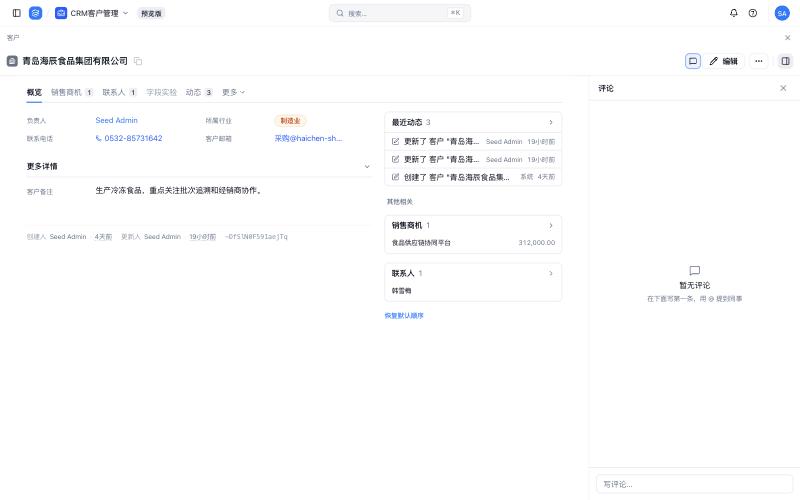 CRM客户管理
预览版
搜索...
⌘K
SA
客户
青岛海辰食品集团有限公司
编辑
概览
销售商机 1
联系人 1
字段实验
动态 3
更多
负责人
Seed Admin
所属行业
制造业
联系电话
0532-85731642
客户邮箱
采购@haichen-sh...
更多详情
客户备注
生产冷冻食品，重点关注批次追溯和经销商协作。
创建人 Seed Admin 4天前 更新人 Seed Admin 19小时前
最近动态 3
更新了 客户 "青岛海... Seed Admin 19小时前
更新了 客户 "青岛海... Seed Admin 19小时前
创建了 客户 "青岛海辰食品集... 系统 4天前
其他相关
销售商机 1
食品供应链协同平台 312,000.00
联系人 1
韩雪梅
恢复默认顺序
评论
暂无评论
在下面写第一条，用 @ 提到同事
写评论...